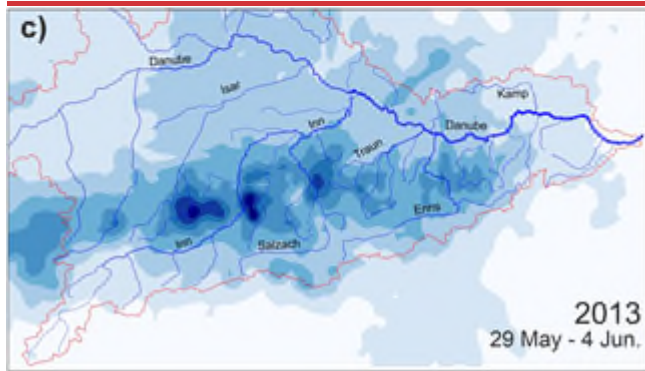 c)
Danube
Isar
Inn
Kamp
Danube
Traun
Enns
Inn
Salzach
2013
29 May - 4 Jun.